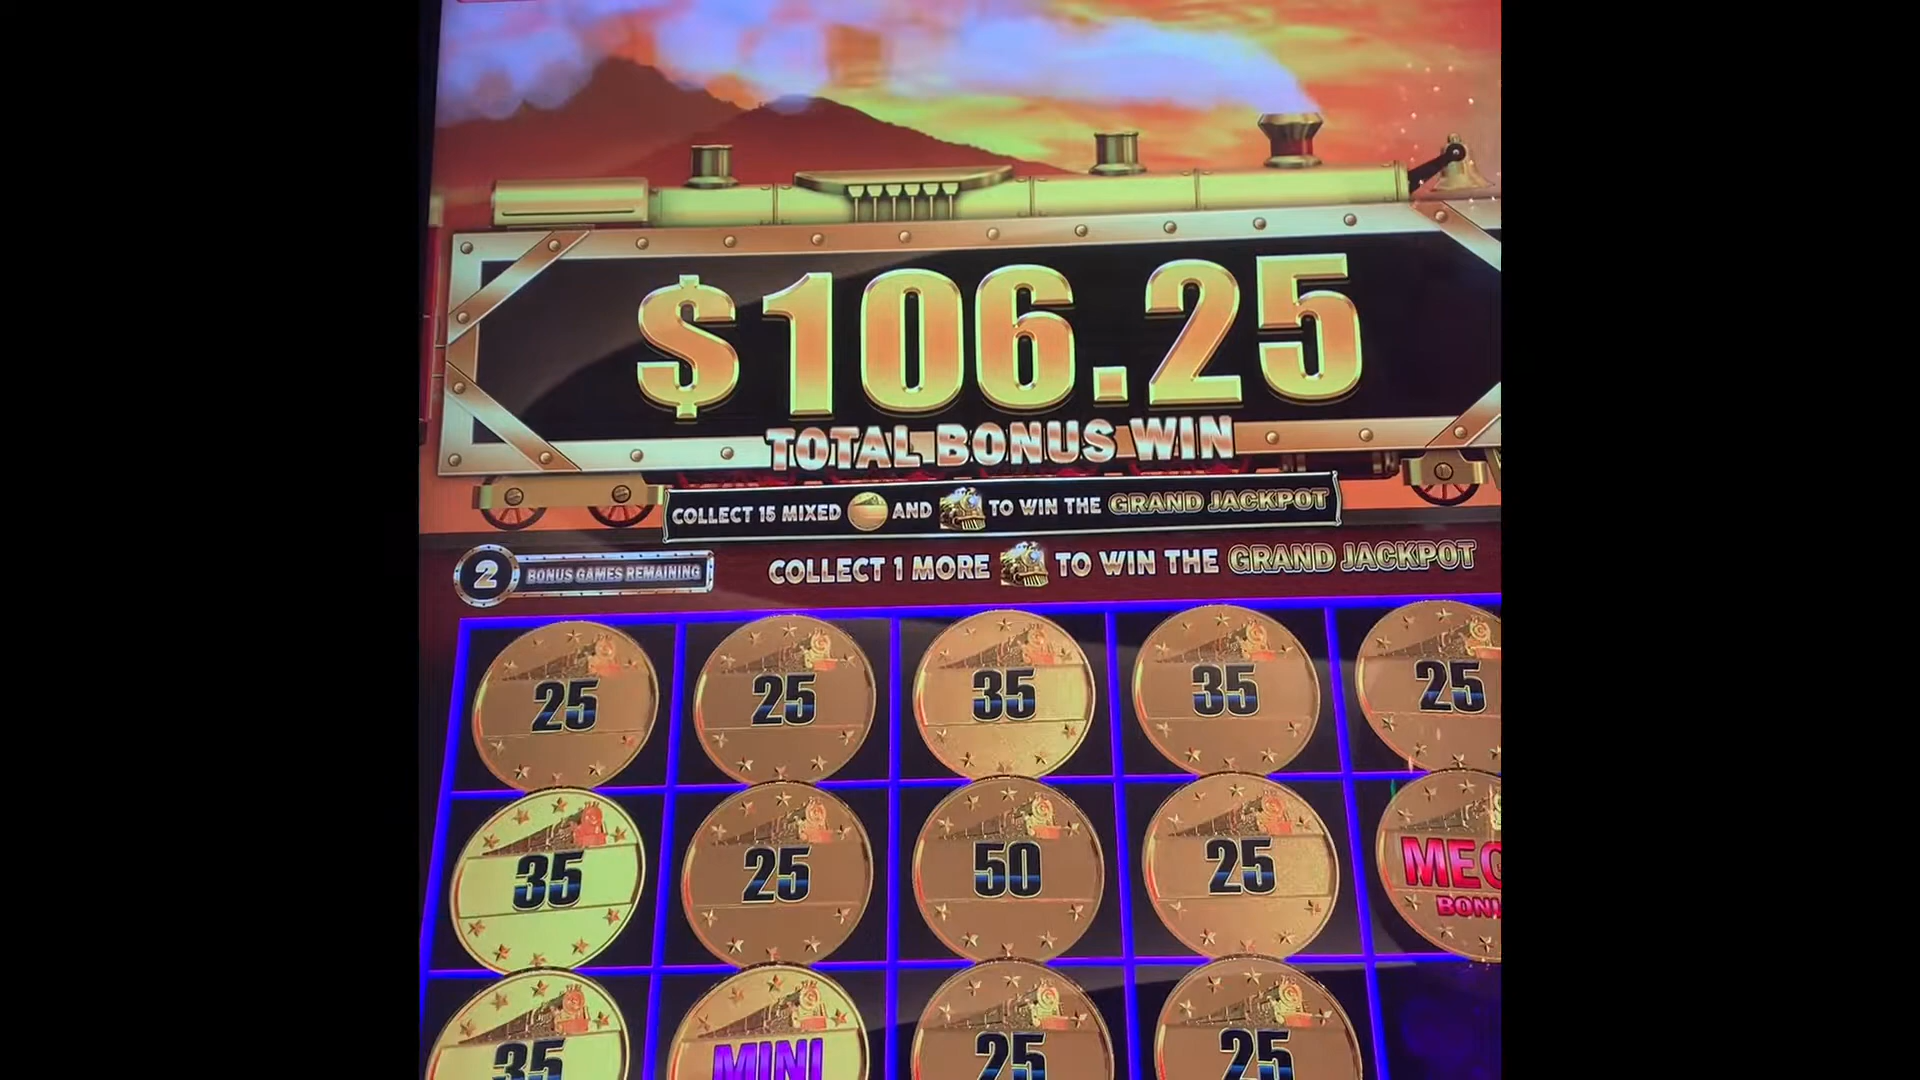 $106.25
TOTAL BONUS WIN
COLLECT 15 MIXED AND TO WIN THE GRAND JACKPOT
2 BONUS GAMES REMAINING
COLLECT 1 MORE TO WIN THE GRAND JACKPOT
25 25 35 35 25
35 25 50 25 MEG
BONU
35 MINI 25 25